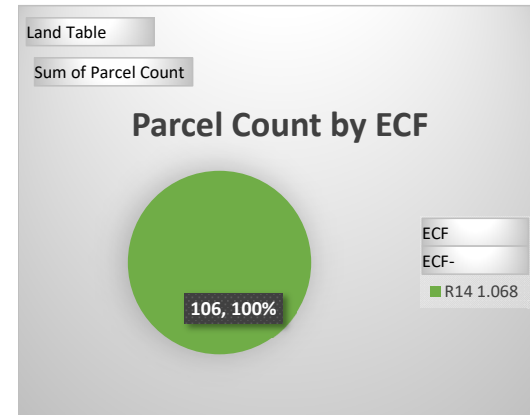 Land Table
Sum of Parcel Count
Parcel Count by ECF
ECF
ECF-
R14 1.068
106, 100%